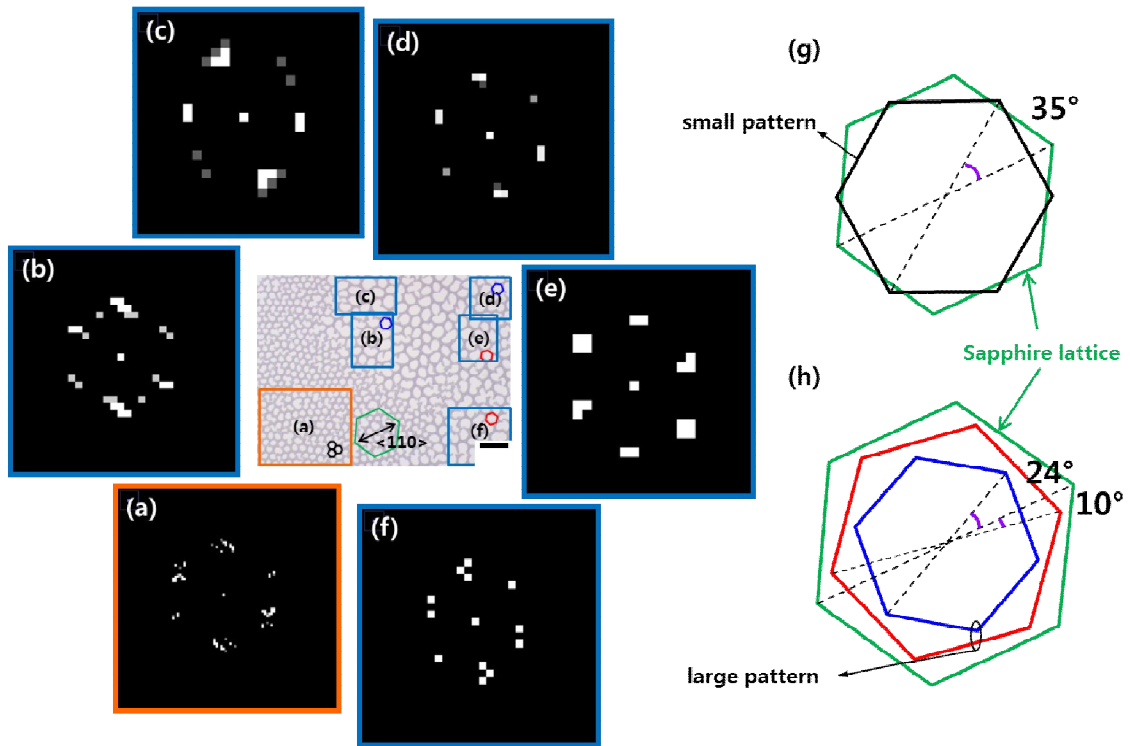 (c)
(d)
(g)
35°
small pattern
(b)
(c)
(d)
(b)
(e)
(a)
<110>
(f)
(e)
Sapphire lattice
(h)
24°
10°
(a)
(f)
large pattern